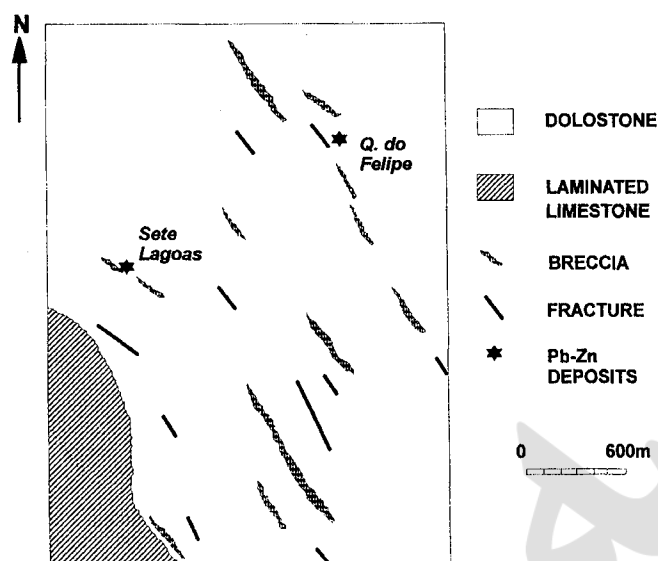 N
Q. do
Felipe
Sete
Lagoas
DOLOSTONE
LAMINATED
LIMESTONE
BRECCIA
FRACTURE
Pb-Zn
DEPOSITS
0 600m